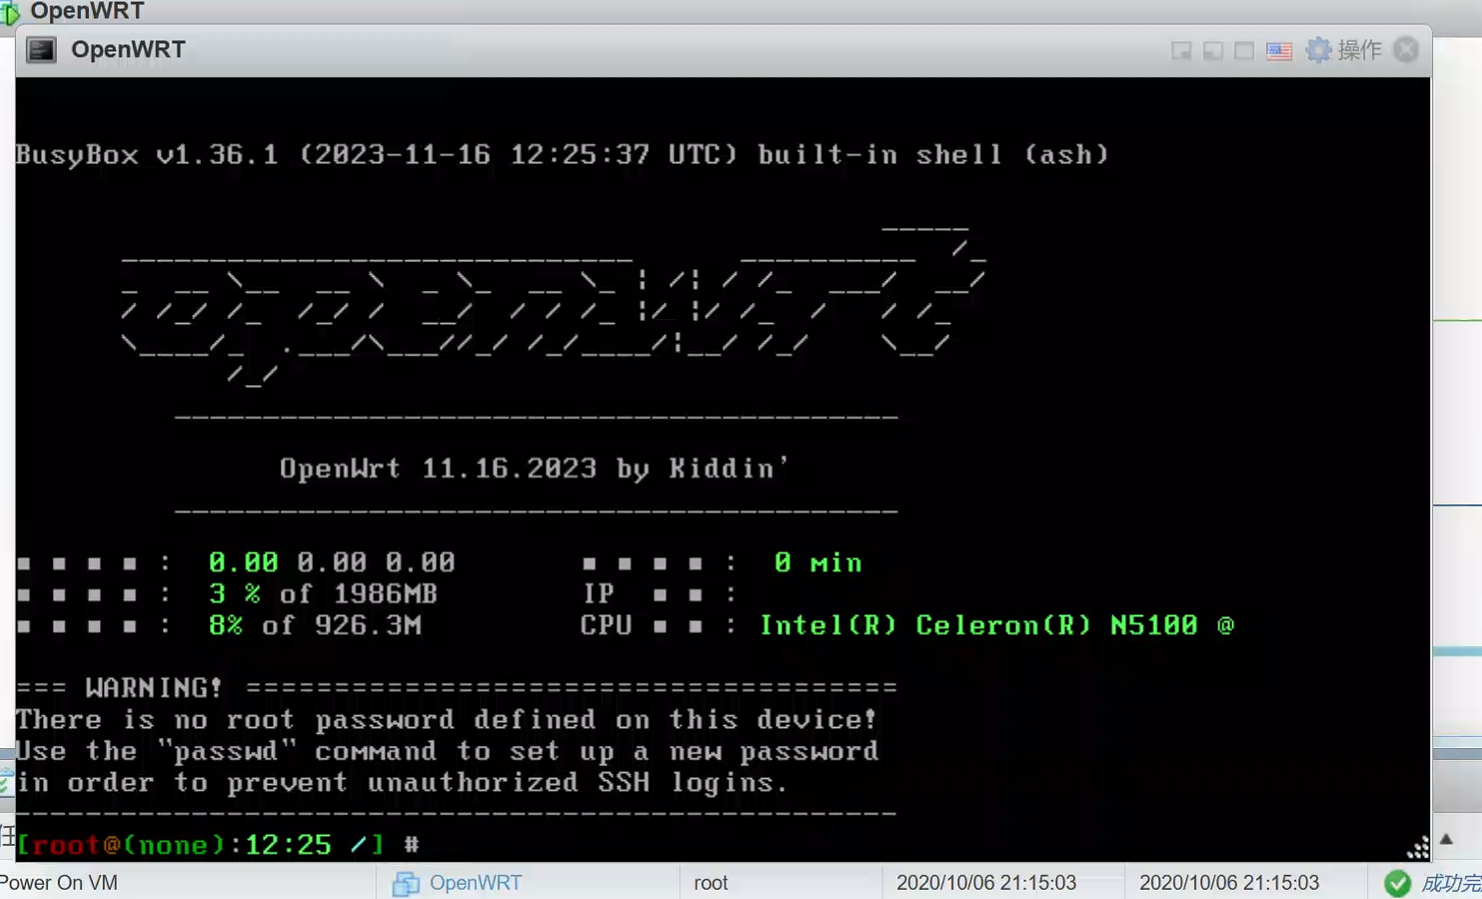 OpenWRT
OpenWRT 操作
BusyBox v1.36.1 (2023-11-16 12:25:37 UTC) built-in shell (ash)
OpenWrt 11.16.2023 by Kiddin'
■ ■ ■ ■ : 0.00 0.00 0.00 ■ ■ ■ ■ : 0 min
■ ■ ■ ■ : 3 % of 1986MB IP ■ ■ :
■ ■ ■ ■ : 8% of 926.3M CPU ■ ■ : Intel(R) Celeron(R) N5100 @
=== WARNING! =====================================
There is no root password defined on this device!
Use the "passwd" command to set up a new password
in order to prevent unauthorized SSH logins.
--------------------------------------------------
[root@(none):12:25 /] #
Power On VM OpenWRT root 2020/10/06 21:15:03 2020/10/06 21:15:03 成功完